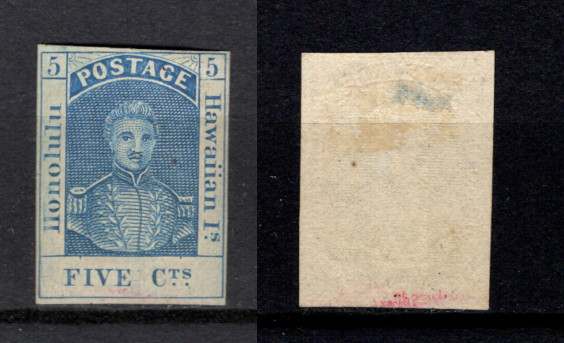 5 POSTAGE 5
Honolulu
Hawaiian Is.
FIVE CTS.